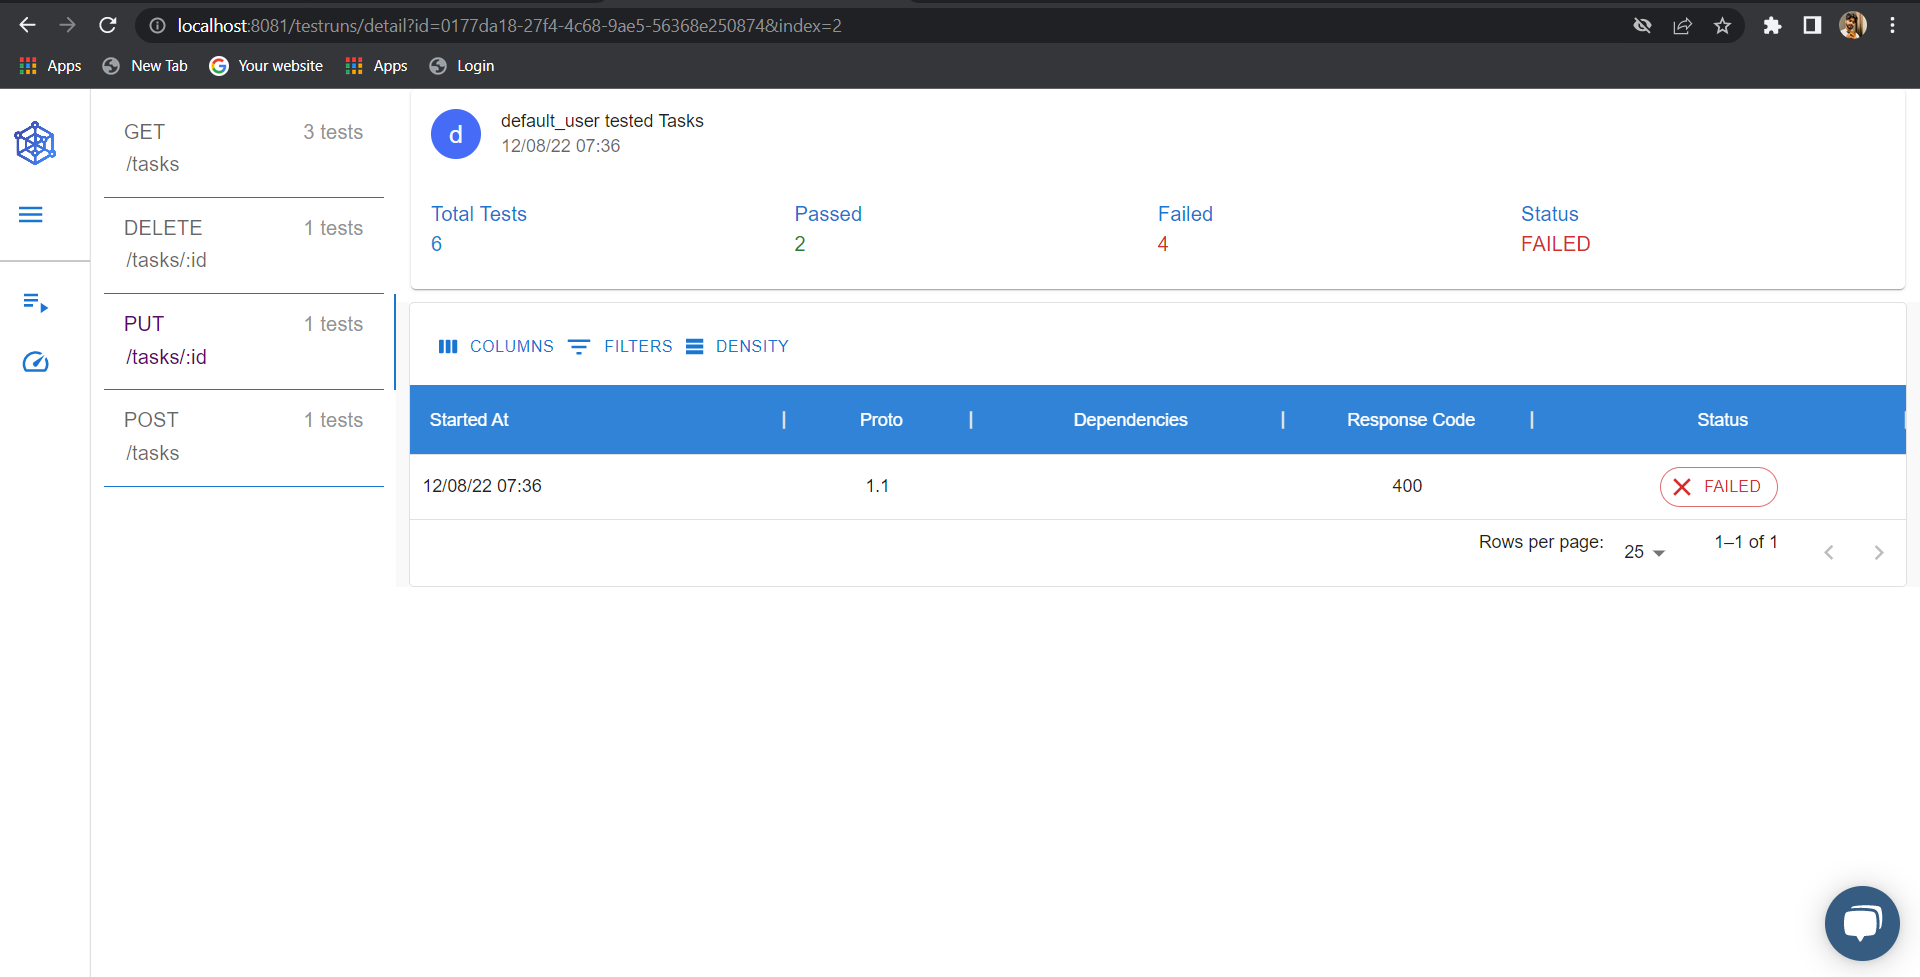 localhost:8081/testruns/detail?id=0177da18-27f4-4c68-9ae5-56368e250874&index=2
Apps New Tab Your website Apps Login
GET 3 tests
/tasks
DELETE 1 tests
/tasks/:id
PUT 1 tests
/tasks/:id
POST 1 tests
/tasks
d
default_user tested Tasks
12/08/22 07:36
Total Tests Passed Failed Status
6 2 4 FAILED
COLUMNS FILTERS DENSITY
Started At Proto Dependencies Response Code Status
12/08/22 07:36 1.1 400 FAILED
Rows per page: 25 1–1 of 1